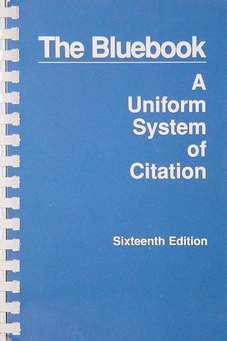 The Bluebook
A
Uniform
System
of
Citation
Sixteenth Edition